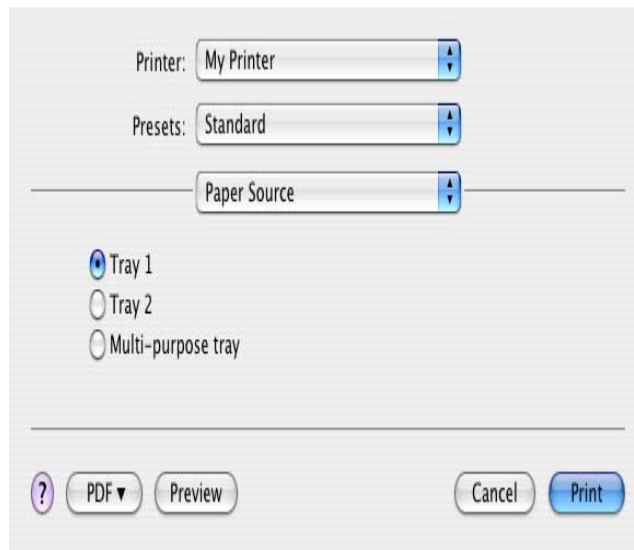 Printer: My Printer
Presets: Standard
Paper Source
Tray 1
Tray 2
Multi-purpose tray
? PDF▼ Preview Cancel Print